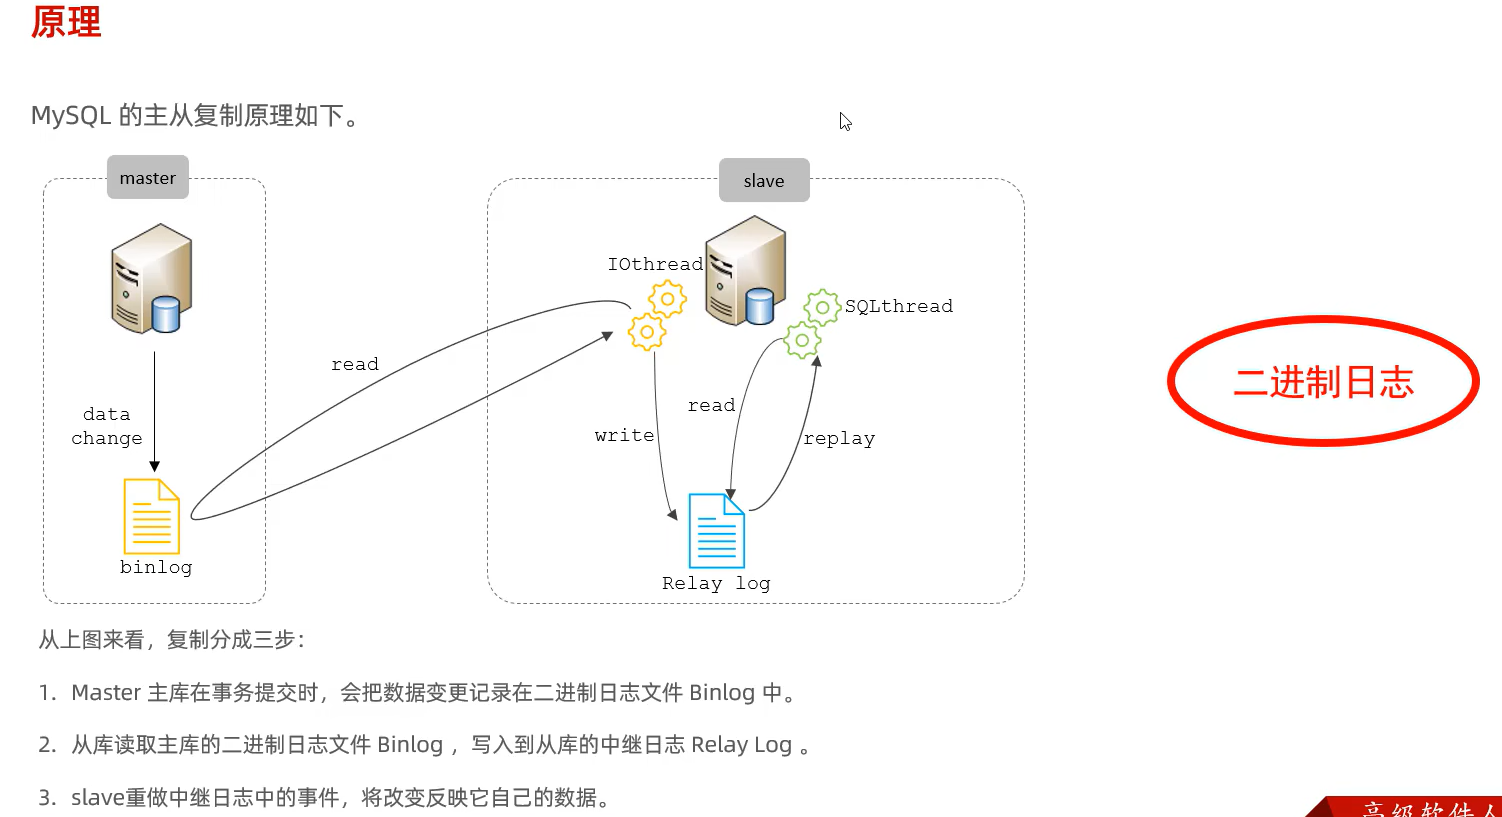 原理
MySQL 的主从复制原理如下。
master
slave
IOthread
SQLthread
read
data
change
read
write
replay
binlog
Relay log
二进制日志
从上图来看，复制分成三步：
1. Master 主库在事务提交时，会把数据变更记录在二进制日志文件 Binlog 中。
2. 从库读取主库的二进制日志文件 Binlog ，写入到从库的中继日志 Relay Log 。
3. slave重做中继日志中的事件，将改变反映它自己的数据。
高级软件人